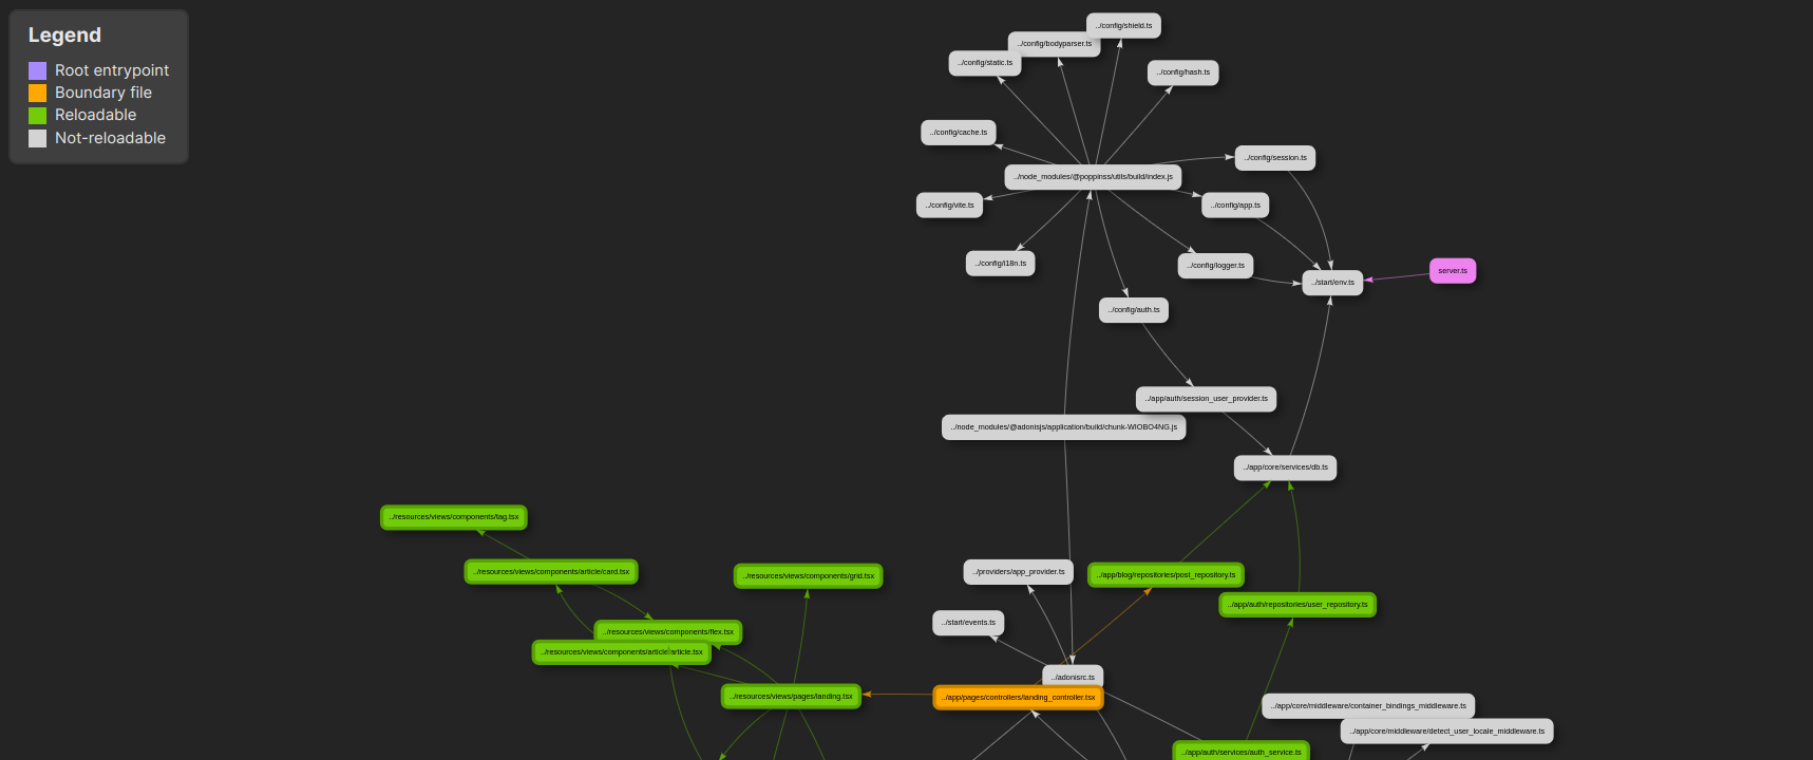 Legend
Root entrypoint
Boundary file
Reloadable
Not-reloadable
../config/shield.ts
../config/bodyparser.ts
../config/static.ts
../config/hash.ts
../config/cache.ts
../config/session.ts
../node_modules/@poppinss/utils/build/index.js
../config/vite.ts
../config/app.ts
../config/i18n.ts
../config/logger.ts
server.ts
../start/env.ts
../config/auth.ts
../app/auth/session_user_provider.ts
../node_modules/@adonisjs/application/build/chunk-WIOBO4NG.js
../app/core/services/db.ts
../resources/views/components/tag.tsx
../resources/views/components/article/card.tsx
../resources/views/components/grid.tsx
../providers/app_provider.ts
../app/blog/repositories/post_repository.ts
../app/auth/repositories/user_repository.ts
../start/events.ts
../resources/views/components/flex.tsx
../resources/views/components/article/article.tsx
../adonisrc.ts
../resources/views/pages/landing.tsx
../app/pages/controllers/landing_controller.tsx
../app/core/middleware/container_bindings_middleware.ts
../app/core/middleware/detect_user_locale_middleware.ts
../app/auth/services/auth_service.ts